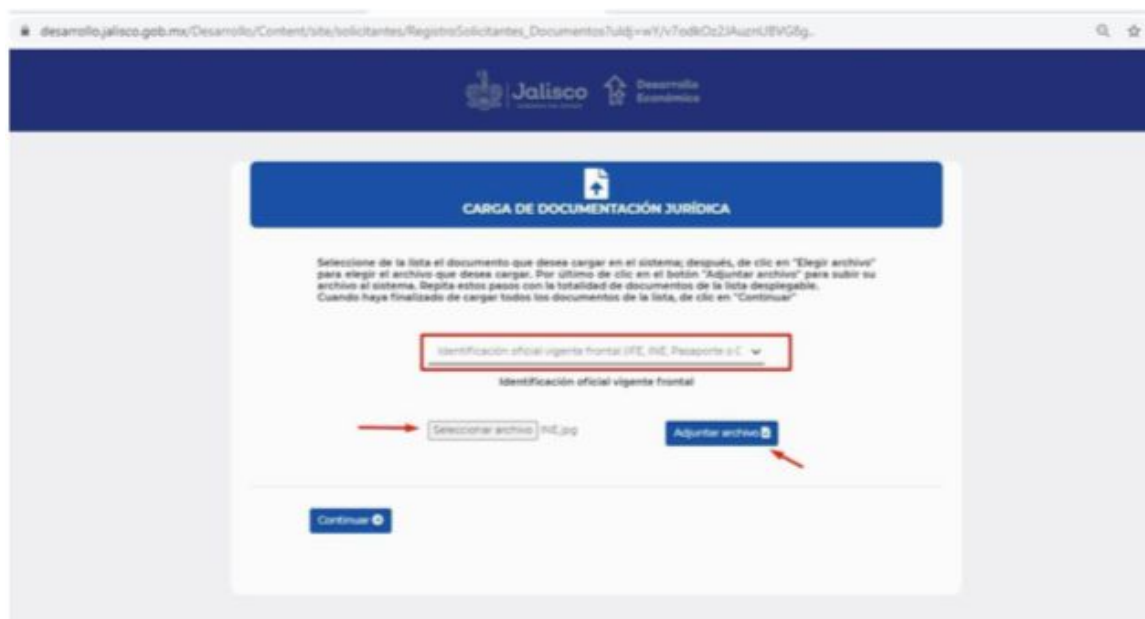 desarrollo.jalisco.gob.mx/Desarrollo/Content/site/solicitantes/RegistroSolicitantes_Documentos?
Jalisco
Desarrollo
Económico
CARGA DE DOCUMENTACIÓN JURÍDICA
Seleccione de la lista el documento que desea cargar en el sistema; después, de clic en "Elegir archivo"
para elegir el archivo que desea cargar. Por último de clic en el botón "Adjuntar archivo" para subir su
archivo al sistema. Repita estos pasos con la totalidad de documentos de la lista desplegable.
Cuando haya finalizado de cargar todos los documentos de la lista, de clic en "Continuar"
Identificación oficial vigente frontal (IFE, INE, Pasaporte o C
Identificación oficial vigente frontal
Seleccionar archivo INE.jpg
Adjuntar archivo
Continuar